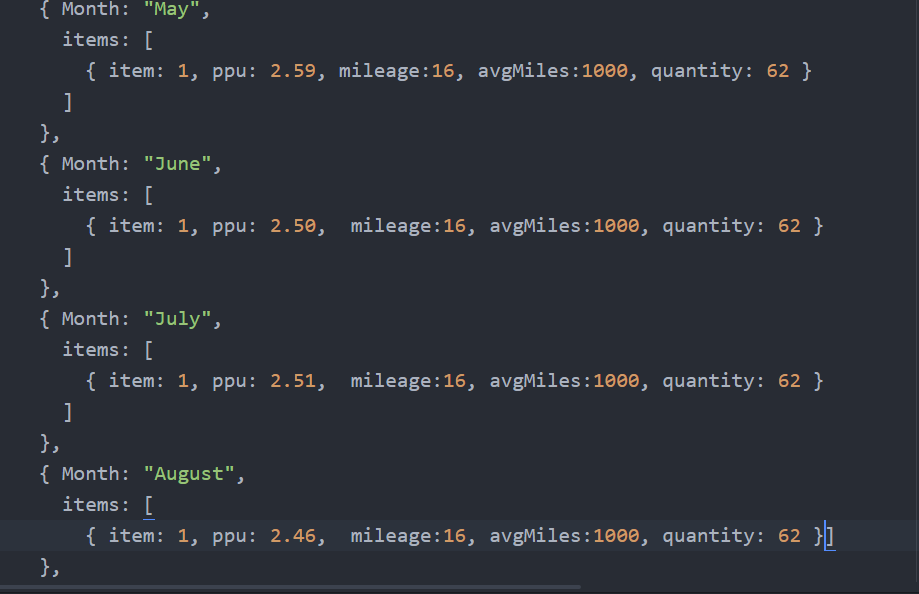 { Month: "May",
items: [
{ item: 1, ppu: 2.59, mileage:16, avgMiles:1000, quantity: 62 }
]
},
{ Month: "June",
items: [
{ item: 1, ppu: 2.50,  mileage:16, avgMiles:1000, quantity: 62 }
]
},
{ Month: "July",
items: [
{ item: 1, ppu: 2.51,  mileage:16, avgMiles:1000, quantity: 62 }
]
},
{ Month: "August",
items: [
{ item: 1, ppu: 2.46,  mileage:16, avgMiles:1000, quantity: 62 }]
},